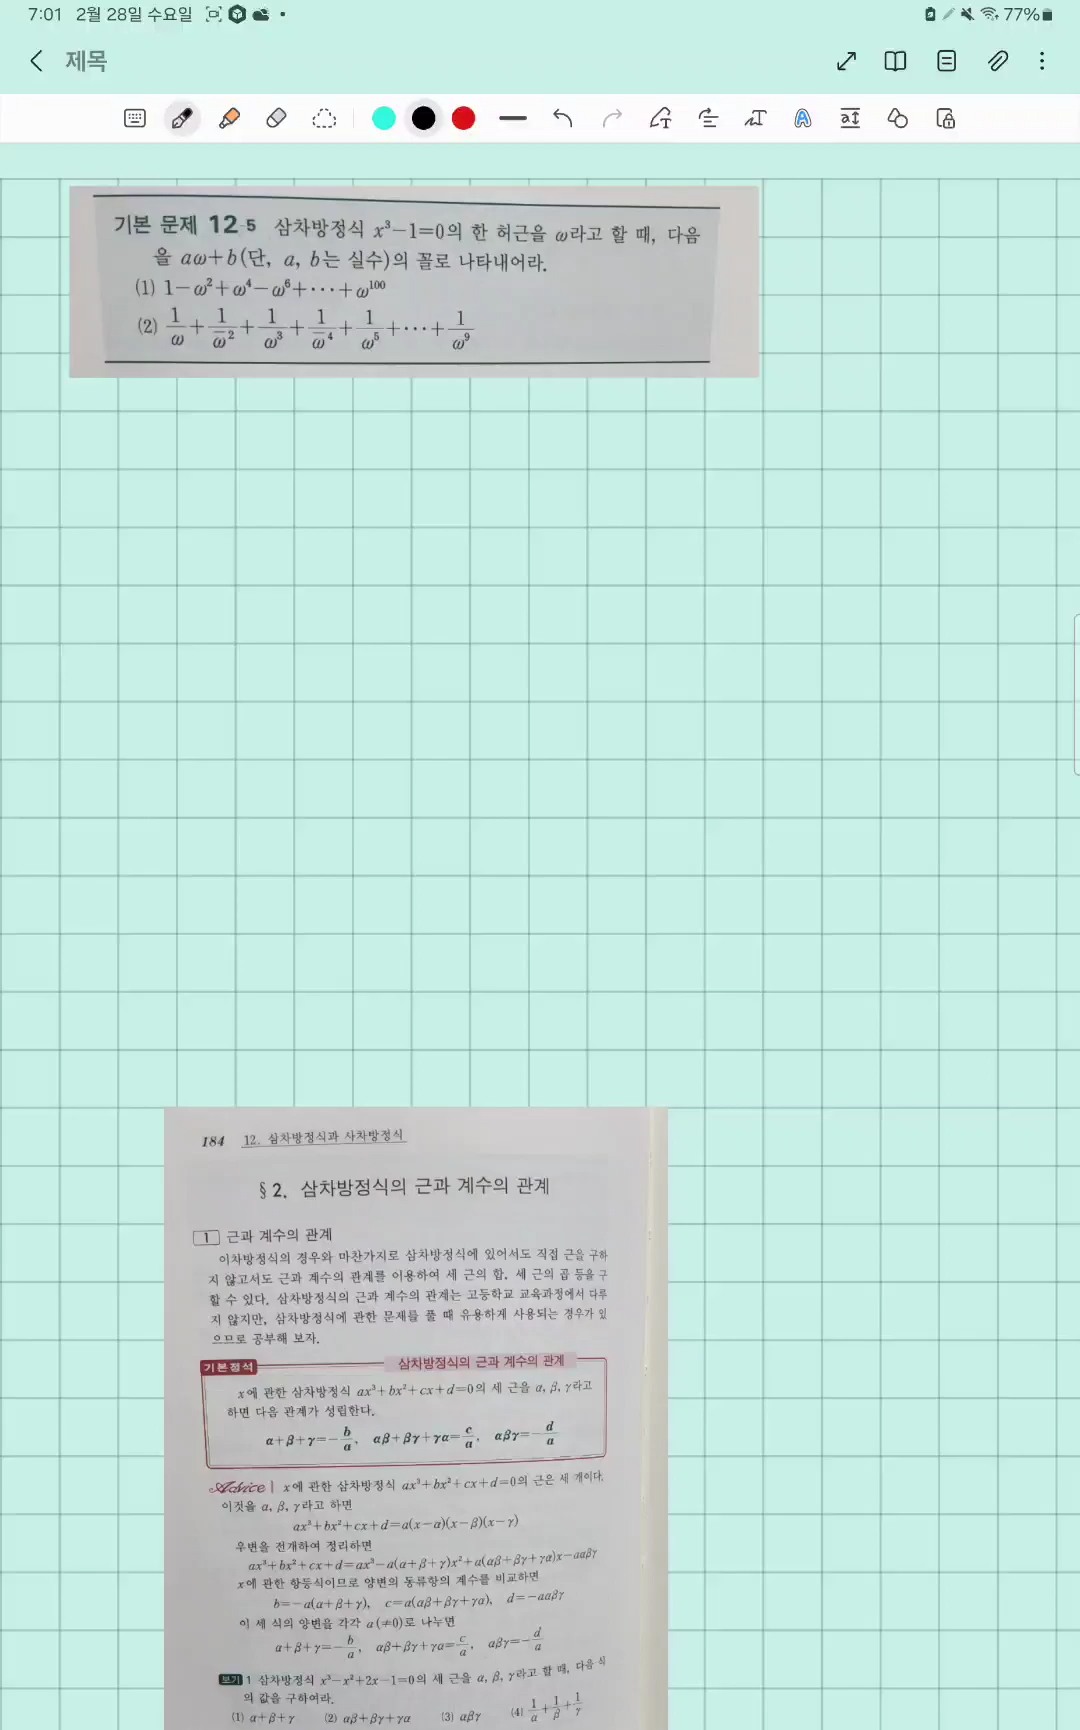 7:01 2월 28일 수요일 77%
제목
기본 문제 12-5 삼차방정식 x³-1=0의 한 허근을 ω라고 할 때, 다음
을 aω+b(단, a, b는 실수)의 꼴로 나타내어라.
(1) 1-ω²+ω⁴-ω⁶+···+ω¹⁰⁰
(2) 1/ω + 1/ω̄² + 1/ω³ + 1/ω̄⁴ + 1/ω⁵ +···+ 1/ω⁹
184 12. 삼차방정식과 사차방정식
§2. 삼차방정식의 근과 계수의 관계
1 근과 계수의 관계
이차방정식의 경우와 마찬가지로 삼차방정식에 있어서도 직접 근을 구하
지 않고서도 근과 계수의 관계를 이용하여 세 근의 합, 세 근의 곱 등을 구
할 수 있다. 삼차방정식의 근과 계수의 관계는 고등학교 교육과정에서 다루
지 않지만, 삼차방정식에 관한 문제를 풀 때 유용하게 사용되는 경우가 있
으므로 공부해 보자.
기본정석 삼차방정식의 근과 계수의 관계
x에 관한 삼차방정식 ax³+bx²+cx+d=0의 세 근을 α, β, γ라고
하면 다음 관계가 성립한다.
α+β+γ=-b/a, αβ+βγ+γα=c/a, αβγ=-d/a
Advice | x에 관한 삼차방정식 ax³+bx²+cx+d=0의 근은 세 개이다.
이것을 α, β, γ라고 하면
ax³+bx²+cx+d=a(x-α)(x-β)(x-γ)
우변을 전개하여 정리하면
ax³+bx²+cx+d=ax³-a(α+β+γ)x²+a(αβ+βγ+γα)x-aαβγ
x에 관한 항등식이므로 양변의 동류항의 계수를 비교하면
b=-a(α+β+γ), c=a(αβ+βγ+γα), d=-aαβγ
이 세 식의 양변을 각각 a(≠0)로 나누면
α+β+γ=-b/a, αβ+βγ+γα=c/a, αβγ=-d/a
보기 1 삼차방정식 x³-x²+2x-1=0의 세 근을 α, β, γ라고 할 때, 다음 식
의 값을 구하여라.
(1) α+β+γ (2) αβ+βγ+γα (3) αβγ (4) 1/α+1/β+1/γ